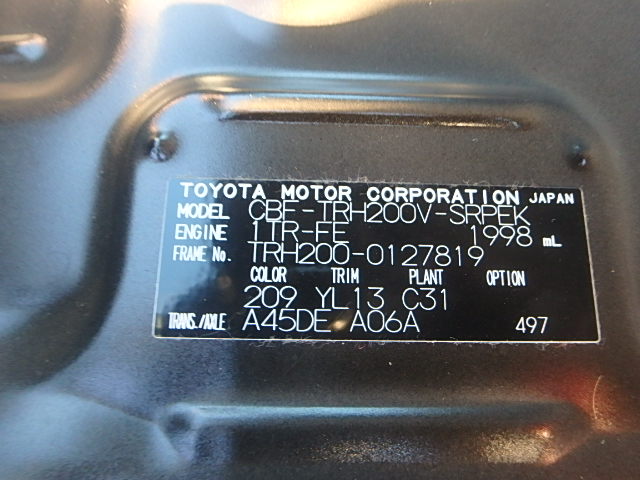 TOYOTA MOTOR CORPORATION JAPAN
MODEL CBF-TRH200V-SRPEK
ENGINE 1TR-FE 1998 mL
FRAME No. TRH200-0127819
COLOR TRIM PLANT OPTION
209 YL13 C31
TRANS./AXLE A45DE A06A 497